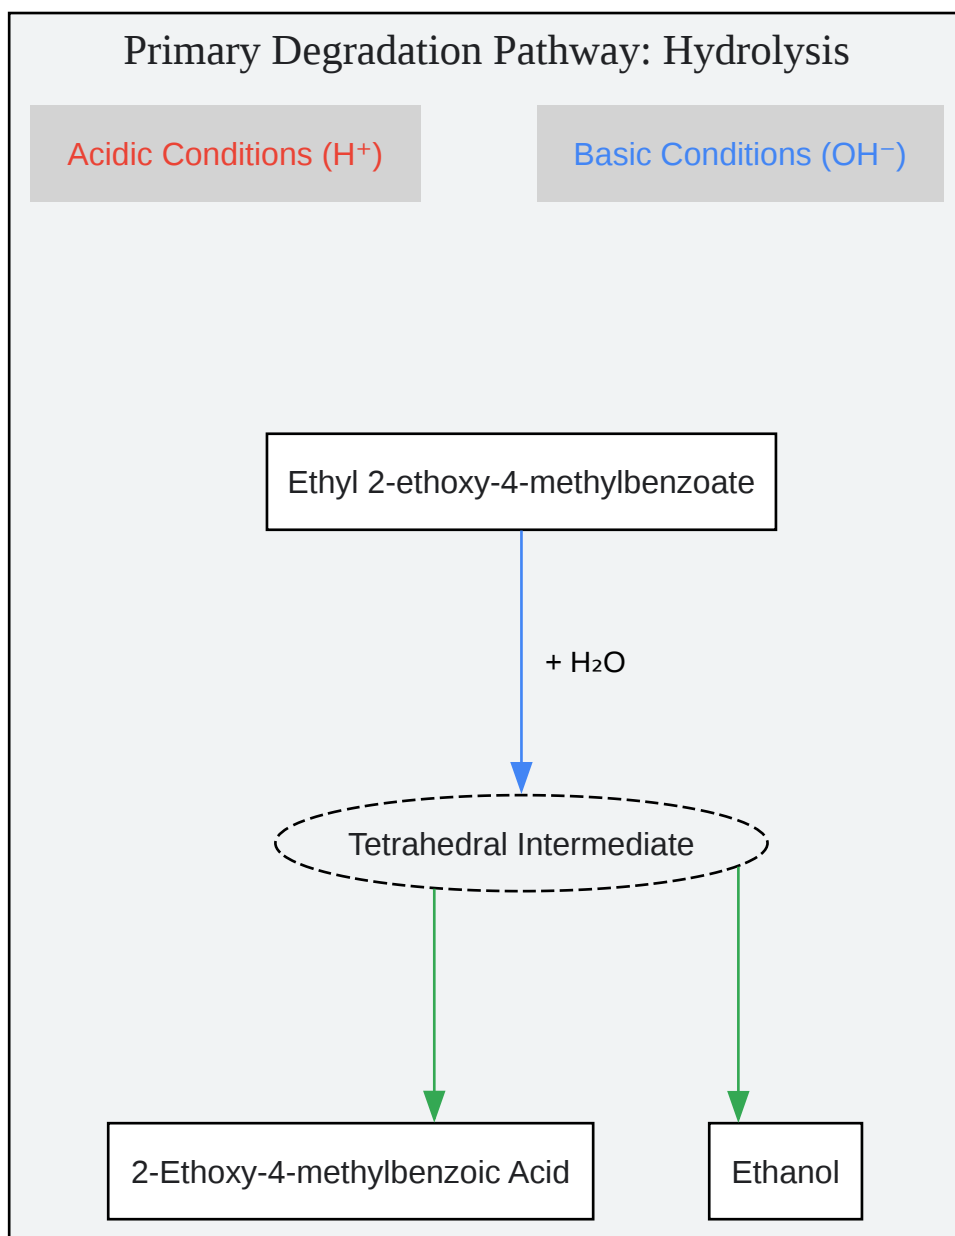 Primary Degradation Pathway: Hydrolysis
Acidic Conditions (H⁺)
Basic Conditions (OH⁻)
Ethyl 2-ethoxy-4-methylbenzoate
+ H₂O
Tetrahedral Intermediate
2-Ethoxy-4-methylbenzoic Acid
Ethanol